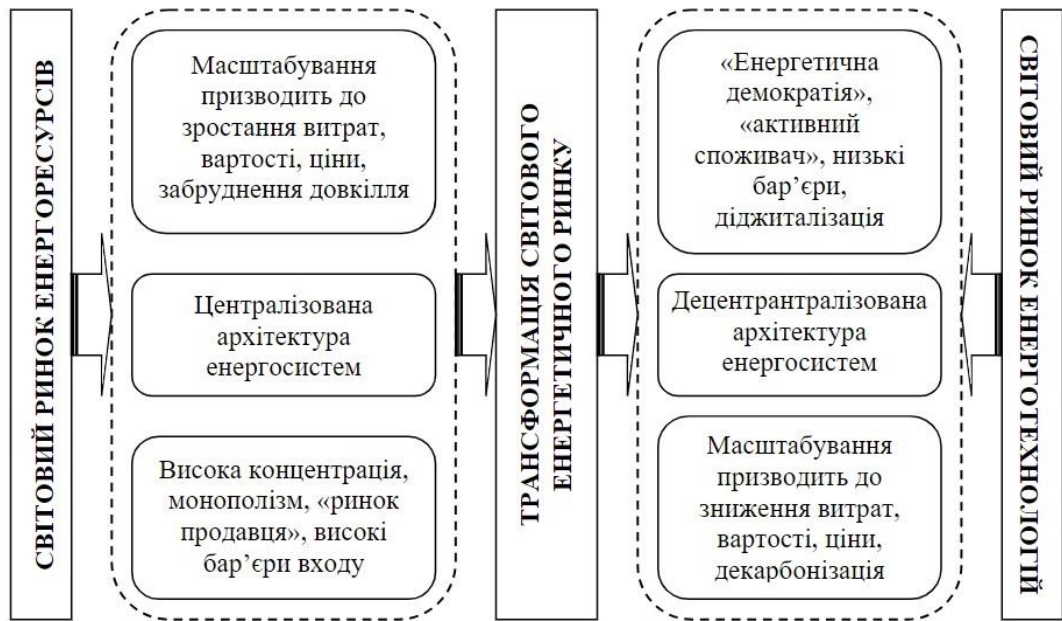 СВІТОВИЙ РИНОК ЕНЕРГОРЕСУРСІВ
Масштабування
призводить до
зростання витрат,
вартості, ціни,
забруднення довкілля
Централізована
архітектура
енергосистем
Висока концентрація,
монополізм, «ринок
продавця», високі
бар’єри входу
ТРАНСФОРМАЦІЯ СВІТОВОГО
ЕНЕРГЕТИЧНОГО РИНКУ
«Енергетична
демократія»,
«активний
споживач», низькі
бар’єри,
діджиталізація
Децентрантралізована
архітектура
енергосистем
Масштабування
призводить до
зниження витрат,
вартості, ціни,
декарбонізація
СВІТОВИЙ РИНОК ЕНЕРГОТЕХНОЛОГІЙ